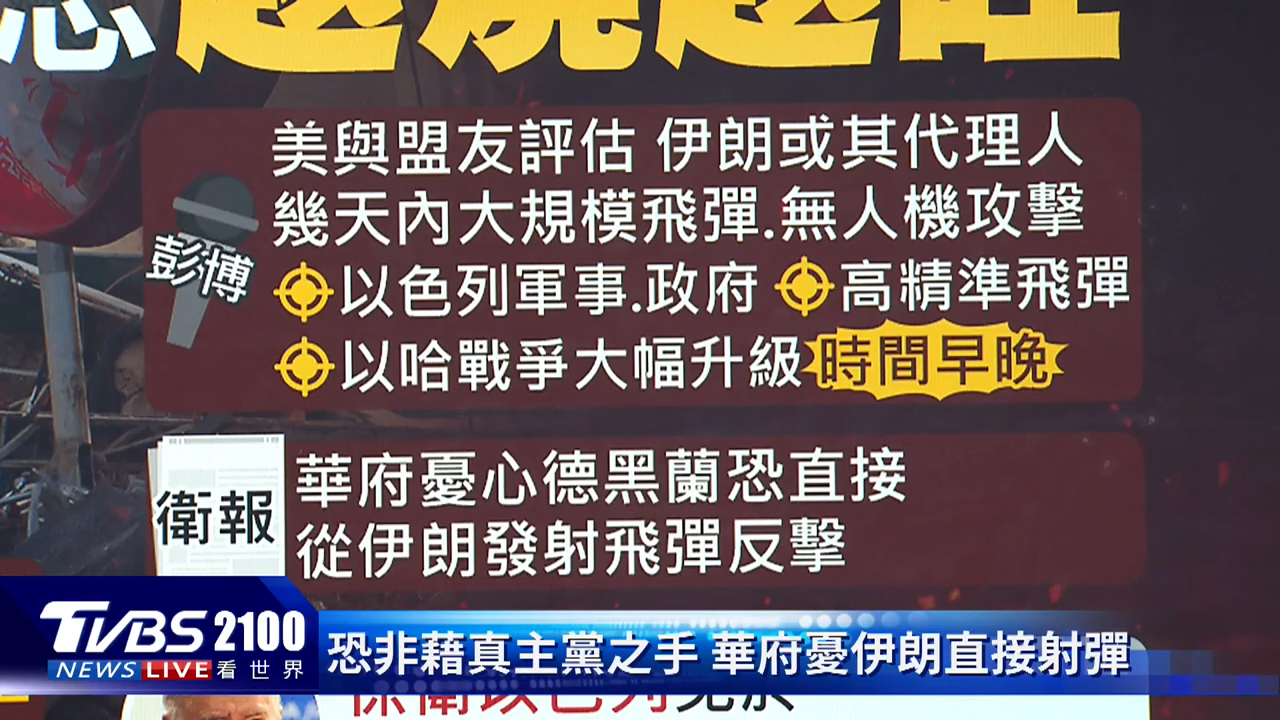 恐越燒越旺
美與盟友評估 伊朗或其代理人
幾天內大規模飛彈.無人機攻擊
彭博
以色列軍事.政府 高精準飛彈
以哈戰爭大幅升級 時間早晚
衛報
華府憂心德黑蘭恐直接
從伊朗發射飛彈反擊
TVBS 2100
NEWS LIVE 看世界
恐非藉真主黨之手 華府憂伊朗直接射彈